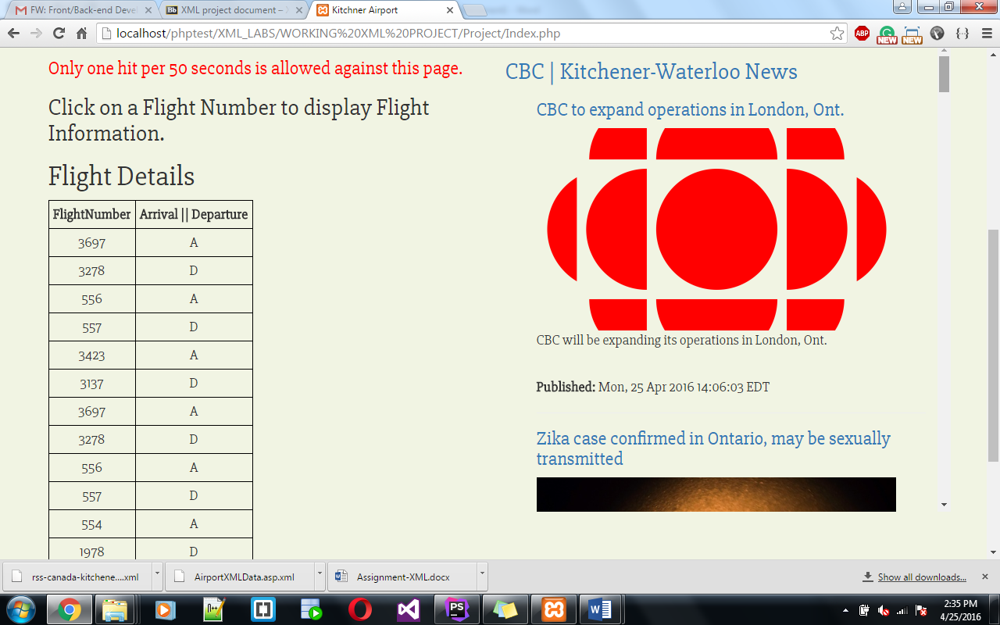 FW: Front/Back-end Deve
XML project document –
Kitchner Airport
localhost/phptest/XML_LABS/WORKING%20XML%20PROJECT/Project/Index.php
ABP
NEW
NEW
Only one hit per 50 seconds is allowed against this page.
Click on a Flight Number to display Flight
Information.
Flight Details
FlightNumber Arrival || Departure
3697 A
3278 D
556 A
557 D
3423 A
3137 D
3697 A
3278 D
556 A
557 D
554 A
1978 D
CBC | Kitchener-Waterloo News
CBC to expand operations in London, Ont.
CBC will be expanding its operations in London, Ont.
Published: Mon, 25 Apr 2016 14:06:03 EDT
Zika case confirmed in Ontario, may be sexually
transmitted
rss-canada-kitchene....xml
AirportXMLData.asp.xml
Assignment-XML.docx
Show all downloads...
2:35 PM
4/25/2016